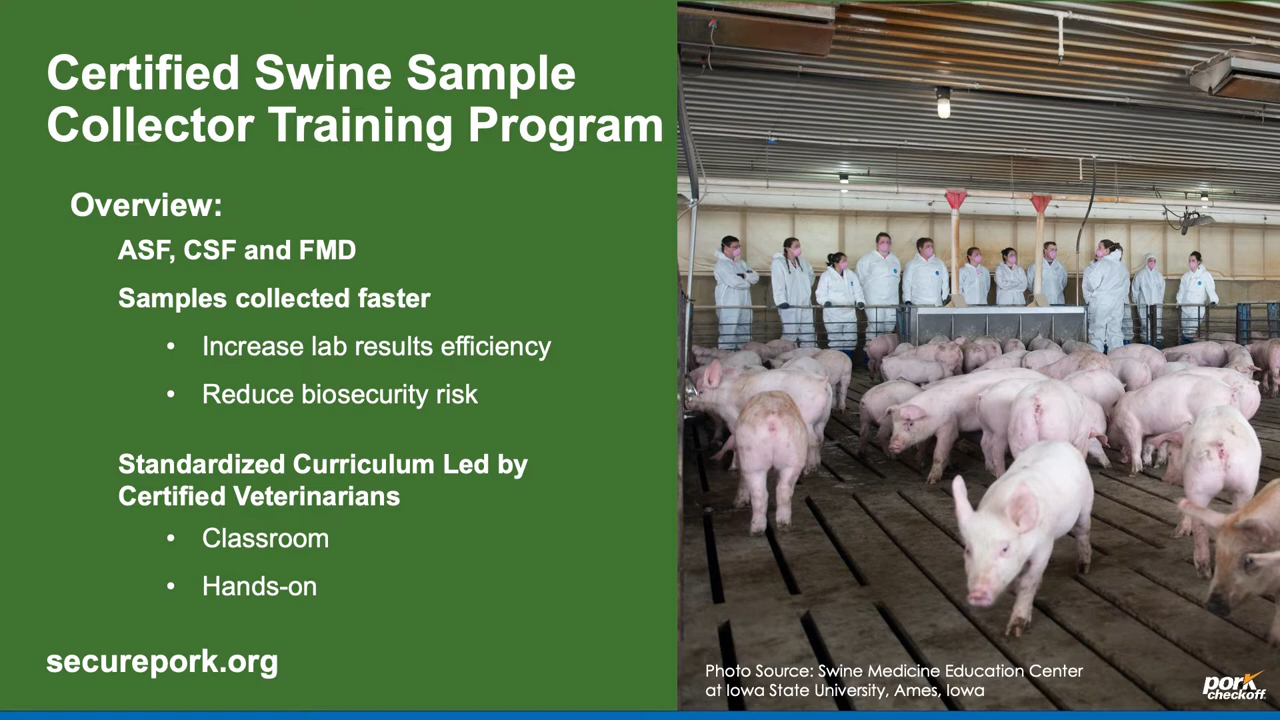 Certified Swine Sample
Collector Training Program
Overview:
ASF, CSF and FMD
Samples collected faster
• Increase lab results efficiency
• Reduce biosecurity risk
Standardized Curriculum Led by
Certified Veterinarians
• Classroom
• Hands-on
securepork.org
Photo Source: Swine Medicine Education Center
at Iowa State University, Ames, Iowa
pork
checkoff.